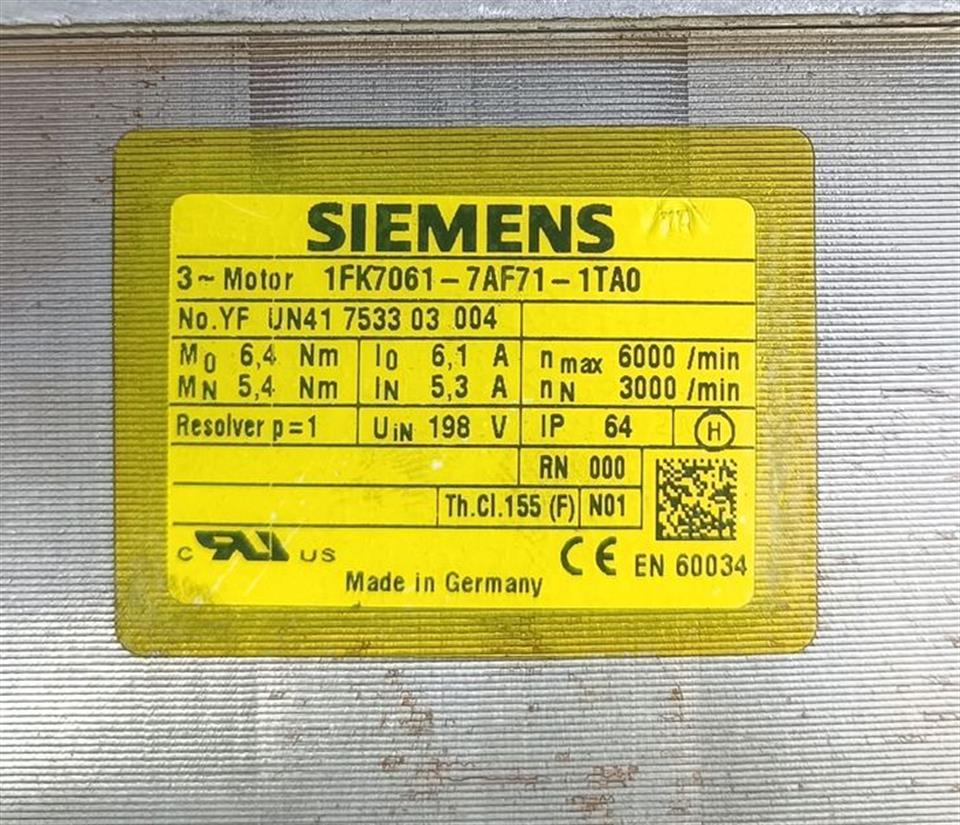 SIEMENS
3~Motor 1FK7061-7AF71-1TA0
No.YF UN41 7533 03 004
M0 6,4 Nm I0 6,1 A n max 6000 /min
MN 5,4 Nm IN 5,3 A nN 3000 /min
Resolver p=1 UiN 198 V IP 64 H
RN 000
Th.Cl.155 (F) N01
C US CE EN 60034
Made in Germany